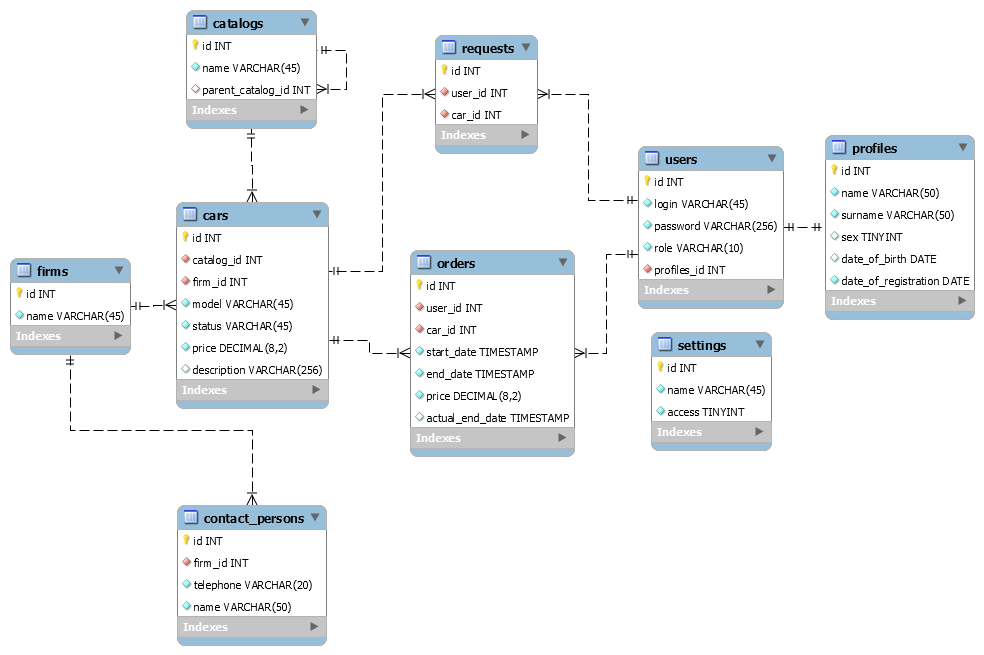 catalogs
id INT
name VARCHAR(45)
parent_catalog_id INT
Indexes
requests
id INT
user_id INT
car_id INT
Indexes
users
id INT
login VARCHAR(45)
password VARCHAR(256)
role VARCHAR(10)
profiles_id INT
Indexes
profiles
id INT
name VARCHAR(50)
surname VARCHAR(50)
sex TINYINT
date_of_birth DATE
date_of_registration DATE
Indexes
firms
id INT
name VARCHAR(45)
Indexes
cars
id INT
catalog_id INT
firm_id INT
model VARCHAR(45)
status VARCHAR(45)
price DECIMAL(8,2)
description VARCHAR(256)
Indexes
orders
id INT
user_id INT
car_id INT
start_date TIMESTAMP
end_date TIMESTAMP
price DECIMAL(8,2)
actual_end_date TIMESTAMP
Indexes
settings
id INT
name VARCHAR(45)
access TINYINT
Indexes
contact_persons
id INT
firm_id INT
telephone VARCHAR(20)
name VARCHAR(50)
Indexes